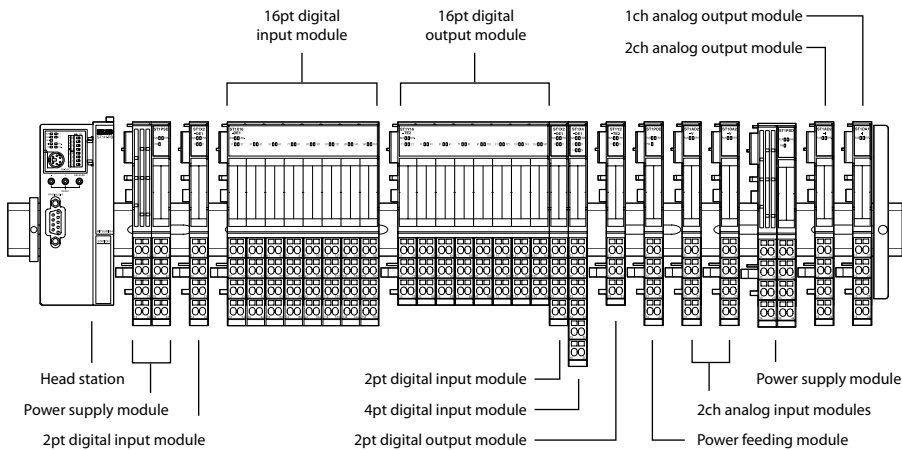 16pt digital
input module
16pt digital
output module
1ch analog output module
2ch analog output module
Head station
Power supply module
2pt digital input module
2pt digital input module
4pt digital input module
2pt digital output module
Power supply module
2ch analog input modules
Power feeding module